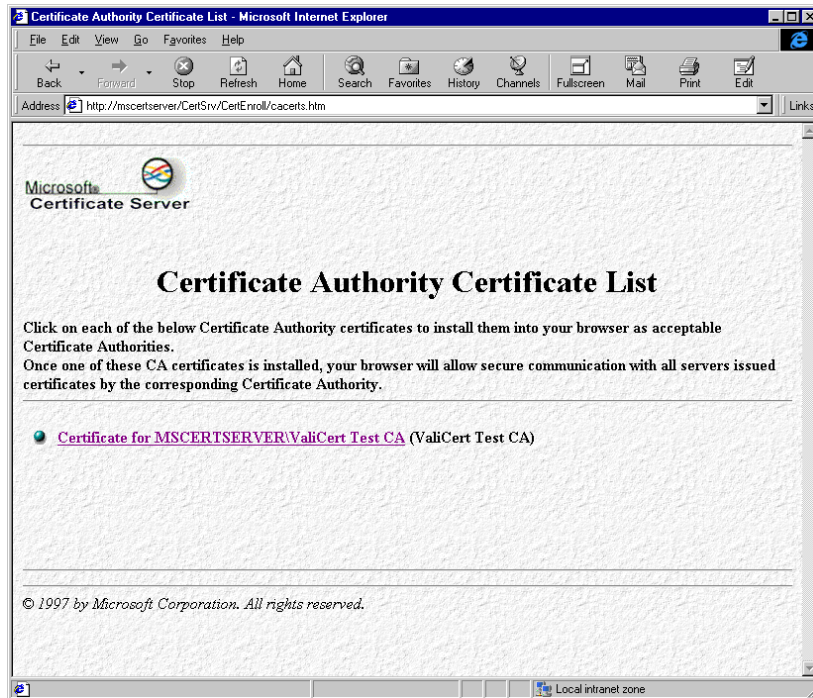 Certificate Authority Certificate List - Microsoft Internet Explorer
File Edit View Go Favorites Help
Back Forward Stop Refresh Home Search Favorites History Channels Fullscreen Mail Print Edit
Address http://mscertserver/CertSrv/CertEnroll/cacerts.htm Links
Microsoft®
Certificate Server
Certificate Authority Certificate List
Click on each of the below Certificate Authority certificates to install them into your browser as acceptable
Certificate Authorities.
Once one of these CA certificates is installed, your browser will allow secure communication with all servers issued
certificates by the corresponding Certificate Authority.
Certificate for MSCERTSERVER\ValiCert Test CA (ValiCert Test CA)
© 1997 by Microsoft Corporation. All rights reserved.
Local intranet zone